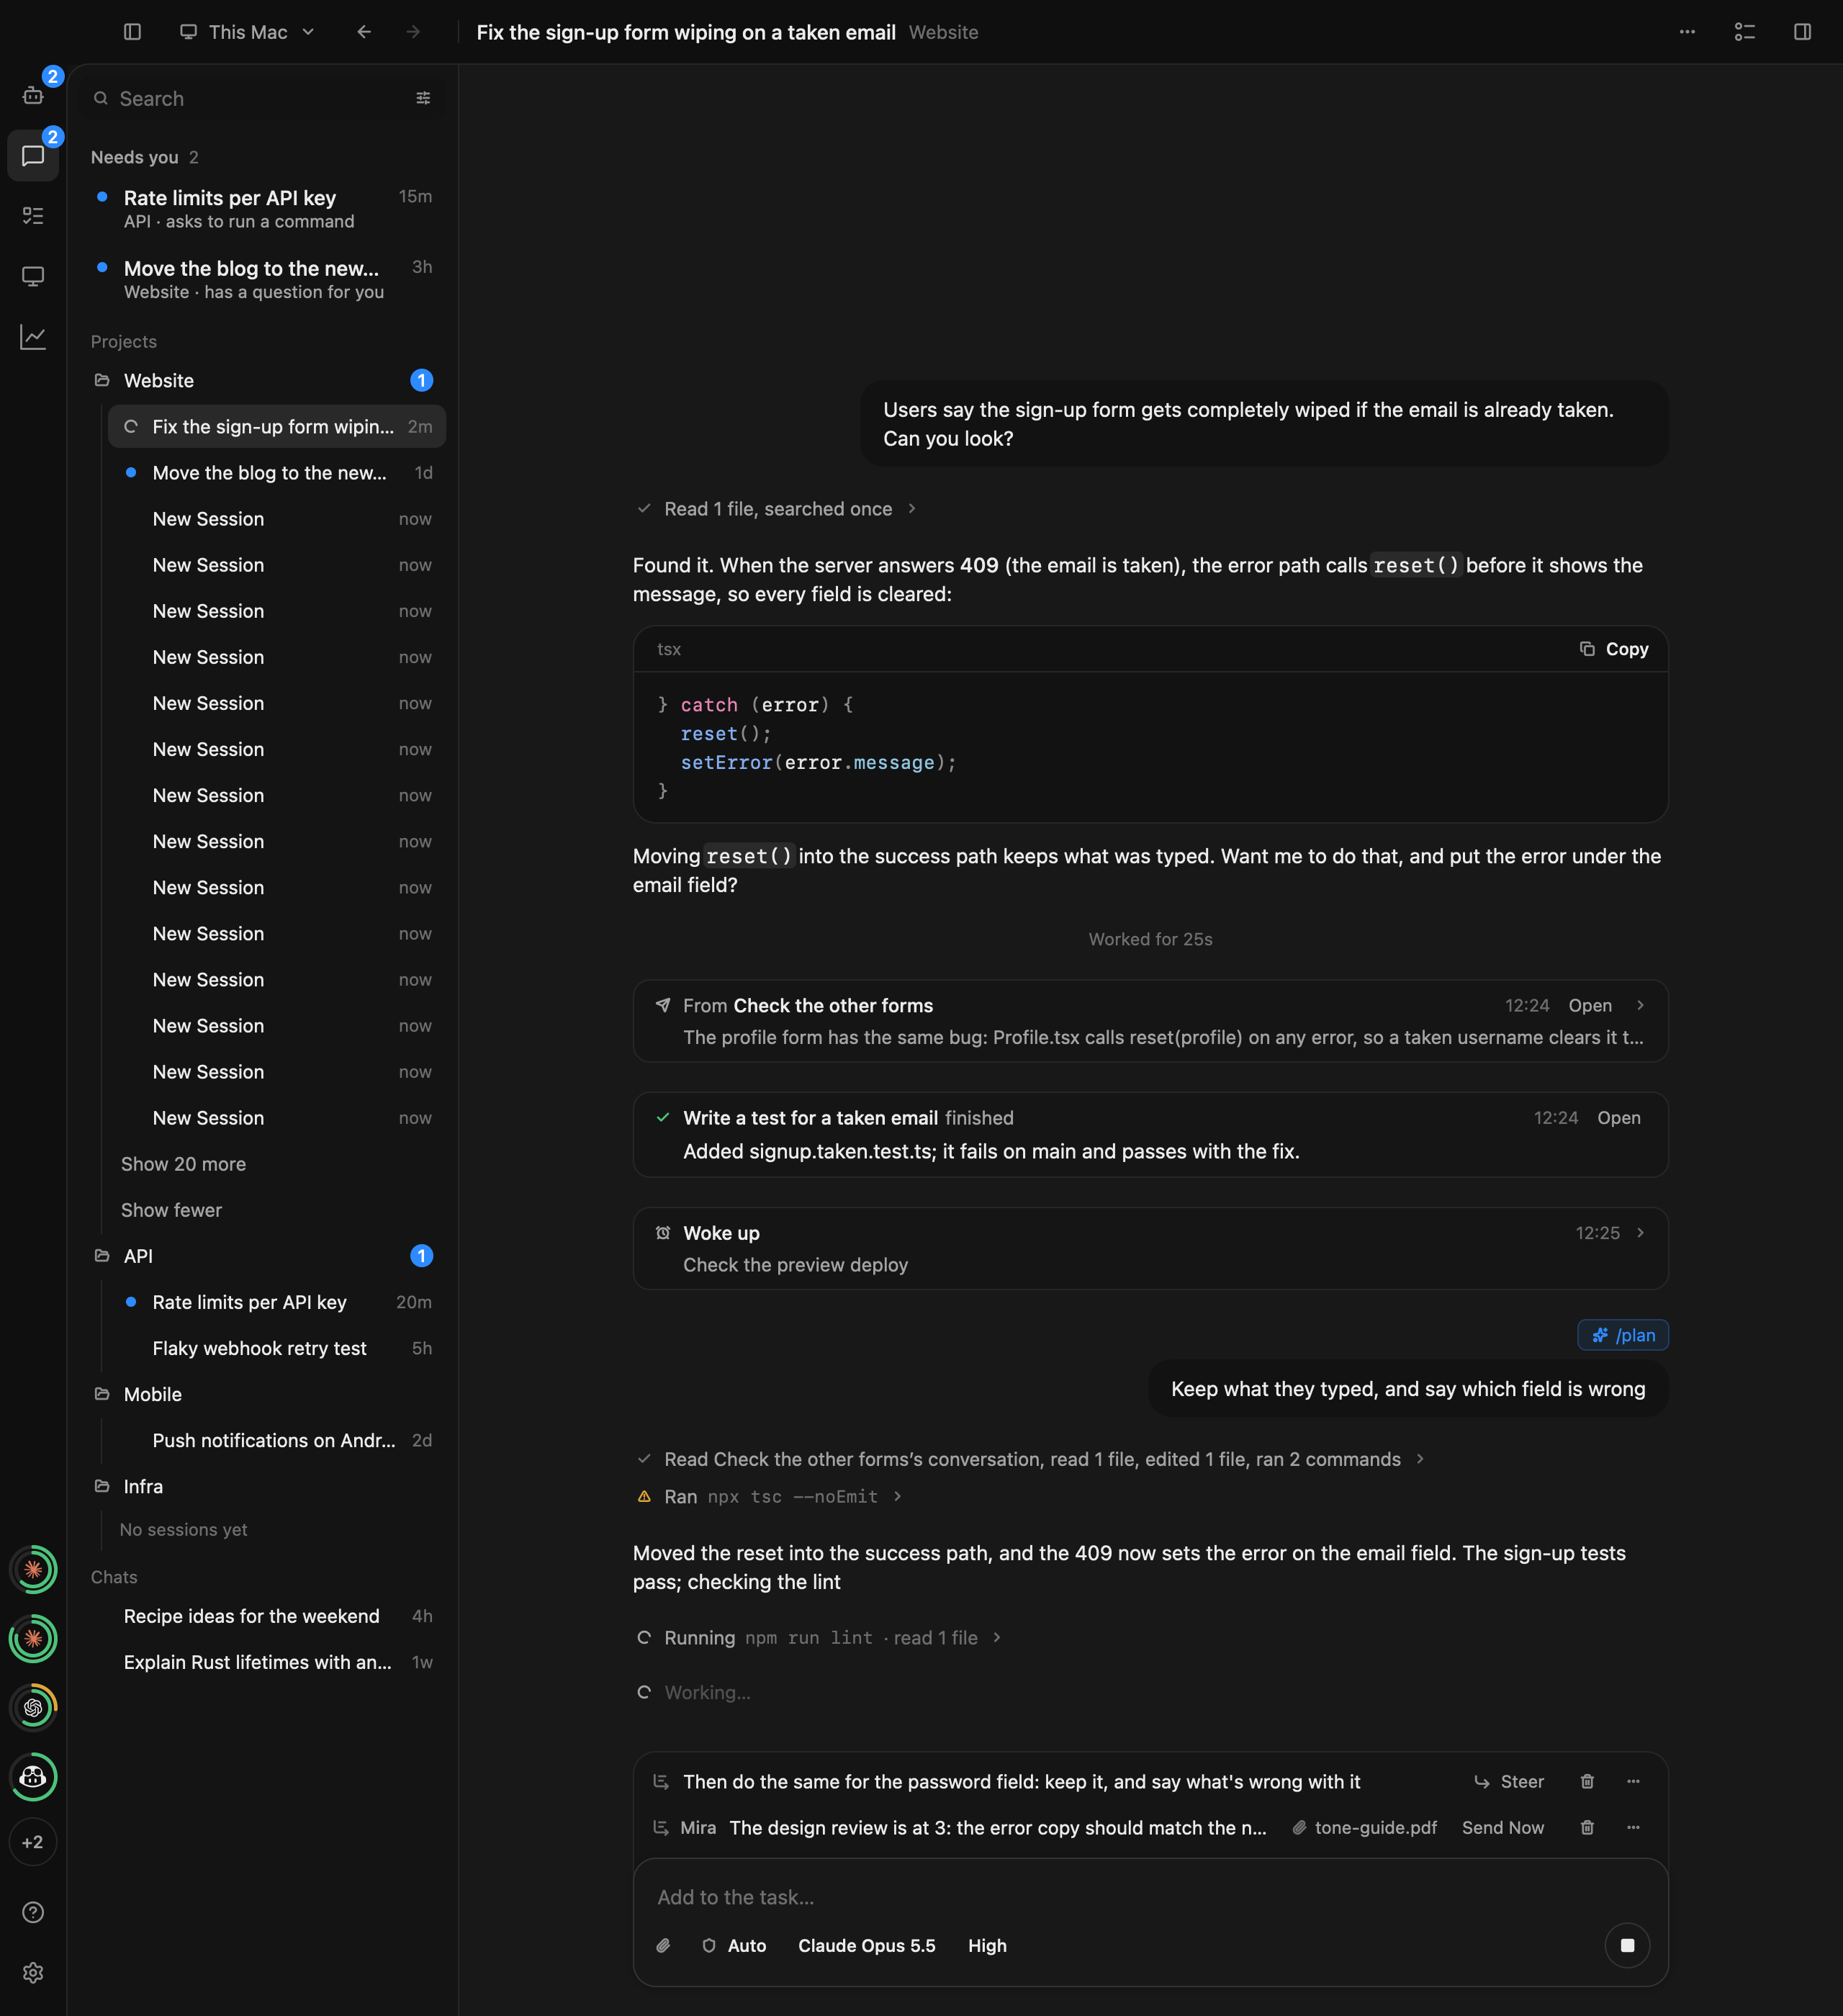 This Mac
Fix the sign-up form wiping on a taken email Website
2
2
Search
Needs you 2
Rate limits per API key 15m
API · asks to run a command
Move the blog to the new... 3h
Website · has a question for you
Projects
Website 1
Fix the sign-up form wipin... 2m
Move the blog to the new... 1d
New Session now
New Session now
New Session now
New Session now
New Session now
New Session now
New Session now
New Session now
New Session now
New Session now
New Session now
New Session now
New Session now
New Session now
Show 20 more
Show fewer
API 1
Rate limits per API key 20m
Flaky webhook retry test 5h
Mobile
Push notifications on Andr... 2d
Infra
No sessions yet
Chats
Recipe ideas for the weekend 4h
Explain Rust lifetimes with an... 1w
+2
Users say the sign-up form gets completely wiped if the email is already taken.
Can you look?
Read 1 file, searched once
Found it. When the server answers 409 (the email is taken), the error path calls reset() before it shows the
message, so every field is cleared:
tsx Copy
} catch (error) {
reset();
setError(error.message);
}
Moving reset() into the success path keeps what was typed. Want me to do that, and put the error under the
email field?
Worked for 25s
From Check the other forms 12:24 Open
The profile form has the same bug: Profile.tsx calls reset(profile) on any error, so a taken username clears it t...
Write a test for a taken email finished 12:24 Open
Added signup.taken.test.ts; it fails on main and passes with the fix.
Woke up 12:25
Check the preview deploy
/plan
Keep what they typed, and say which field is wrong
Read Check the other forms’s conversation, read 1 file, edited 1 file, ran 2 commands
Ran npx tsc --noEmit
Moved the reset into the success path, and the 409 now sets the error on the email field. The sign-up tests
pass; checking the lint
Running npm run lint · read 1 file
Working...
Then do the same for the password field: keep it, and say what's wrong with it Steer
Mira The design review is at 3: the error copy should match the n... tone-guide.pdf Send Now
Add to the task...
Auto Claude Opus 5.5 High